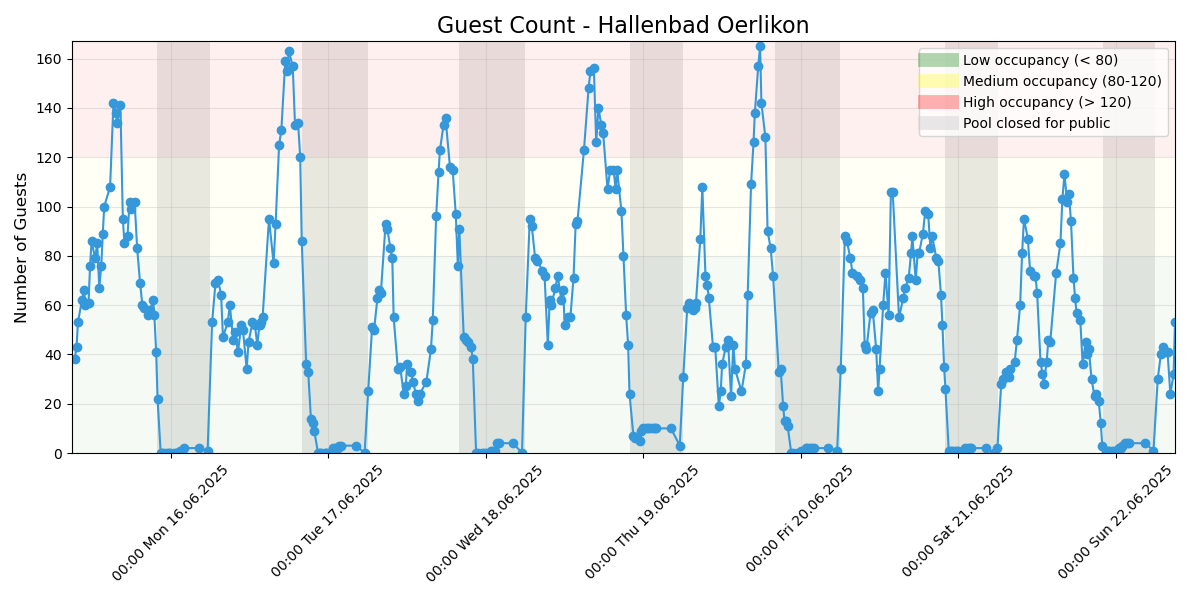 Guest Count - Hallenbad Oerlikon
Number of Guests
160
140
120
100
80
60
40
20
0
Low occupancy (< 80)
Medium occupancy (80-120)
High occupancy (> 120)
Pool closed for public
00:00 Mon 16.06.2025
00:00 Tue 17.06.2025
00:00 Wed 18.06.2025
00:00 Thu 19.06.2025
00:00 Fri 20.06.2025
00:00 Sat 21.06.2025
00:00 Sun 22.06.2025